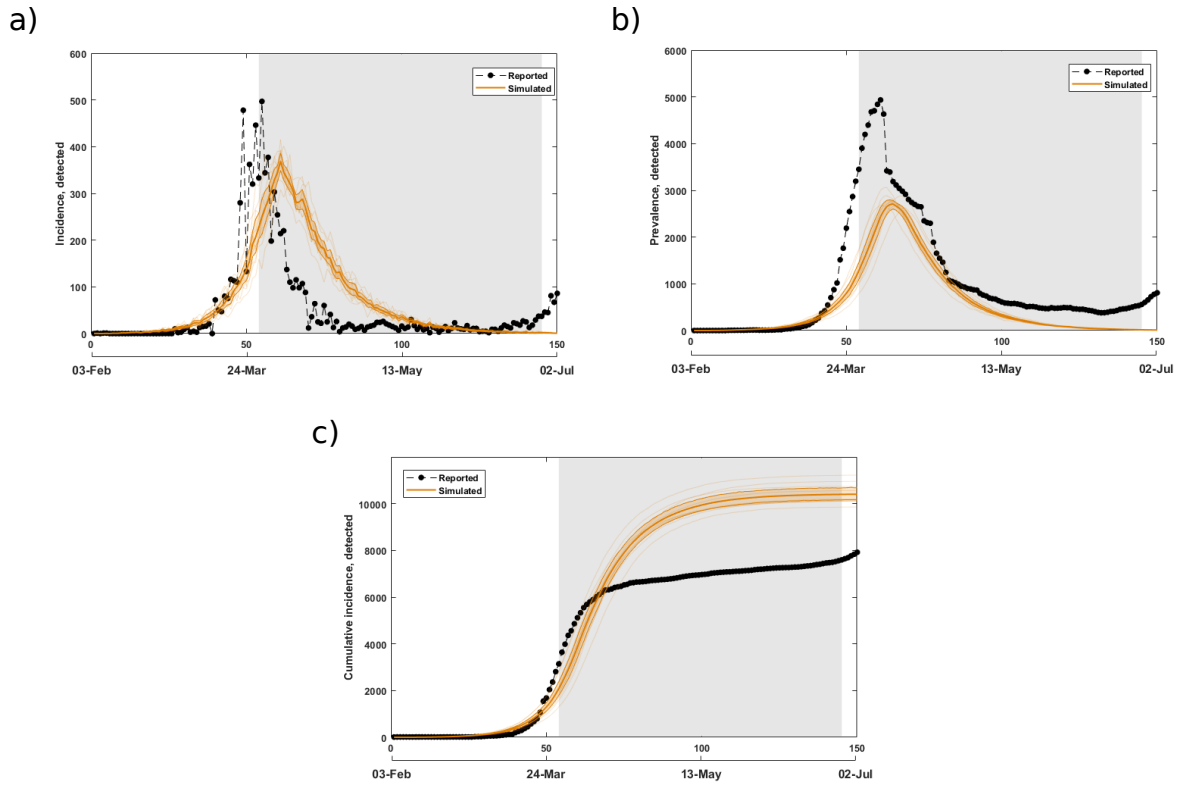 a)
Incidence, detected
600
500
400
300
200
100
0
Reported
Simulated
0 50 100 150
03-Feb 24-Mar 13-May 02-Jul
b)
Prevalence, detected
6000
5000
4000
3000
2000
1000
0
Reported
Simulated
0 50 100 150
03-Feb 24-Mar 13-May 02-Jul
c)
Cumulative incidence, detected
10000
8000
6000
4000
2000
0
Reported
Simulated
0 50 100 150
03-Feb 24-Mar 13-May 02-Jul